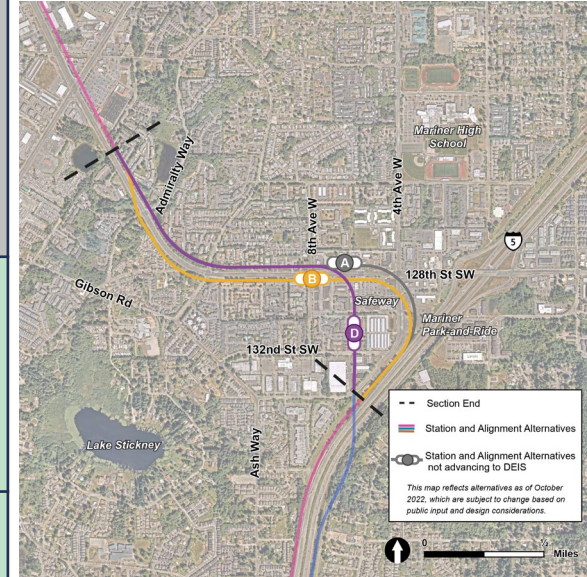 Mariner High
School
Admiralty Way
8th Ave W
4th Ave W
5
A
128th St SW
B
Gibson Rd
Safeway
Mariner
Park-and-Ride
D
132nd St SW
Lake Stickney
Ash Way
Section End
Station and Alignment Alternatives
Station and Alignment Alternatives
not advancing to DEIS
This map reflects alternatives as of October
2022, which are subject to change based on
public input and design considerations.
0
½
Miles